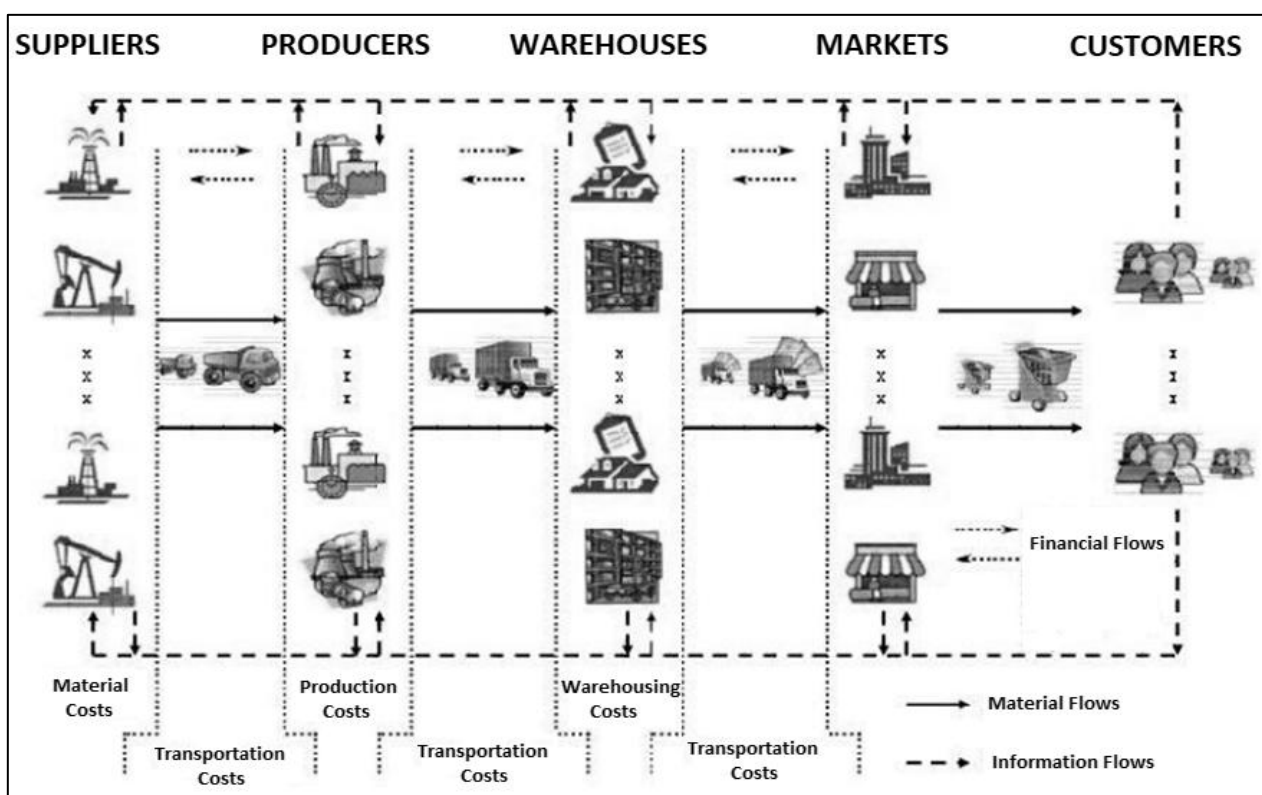 SUPPLIERS PRODUCERS WAREHOUSES MARKETS CUSTOMERS
x I x x I
x I x x I
x I x x I
Financial Flows
Material
Costs
Production
Costs
Warehousing
Costs
Material Flows
Transportation
Costs
Transportation
Costs
Transportation
Costs
Information Flows